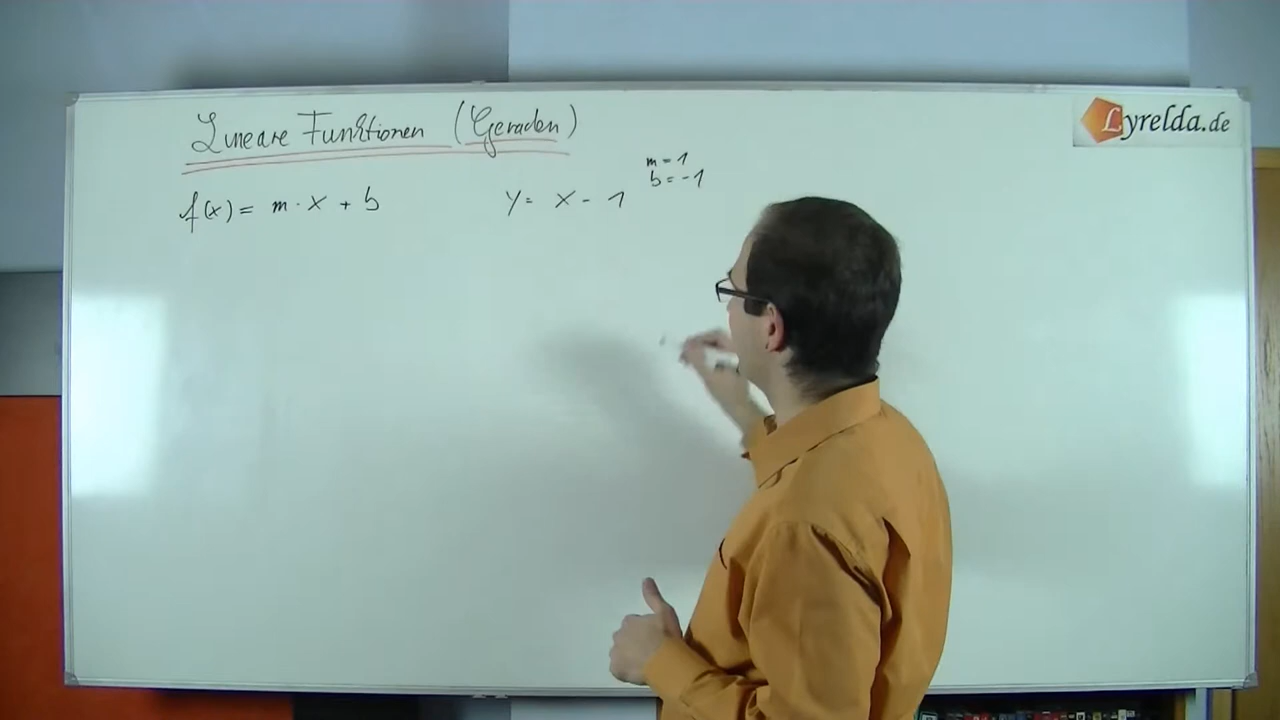 Lineare Funktionen (Geraden)
f(x) = m · x + b
y = x - 1
m = 1
b = -1
Lyrelda.de